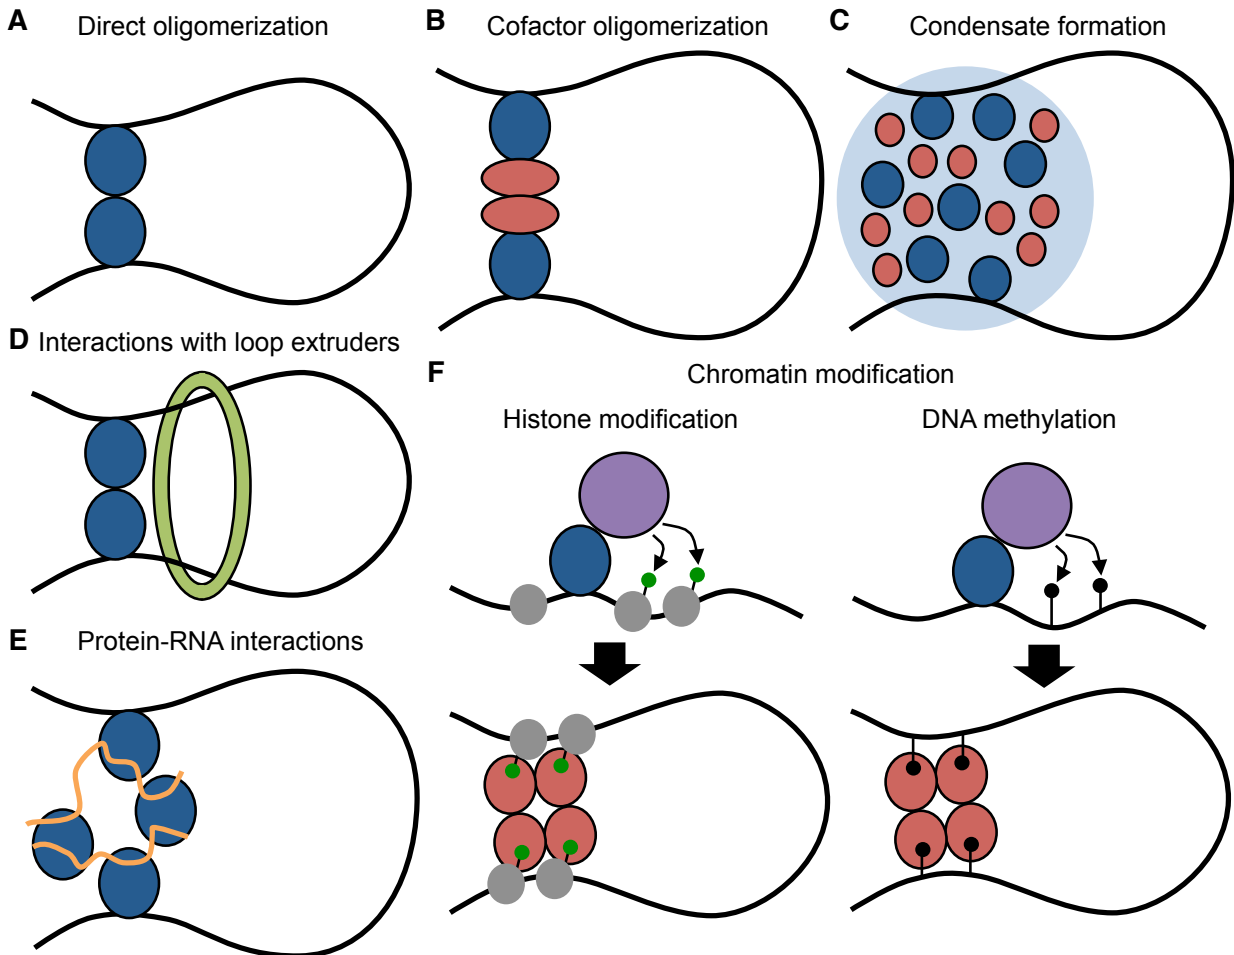 A Direct oligomerization
B Cofactor oligomerization
C Condensate formation
D Interactions with loop extruders
E Protein-RNA interactions
F Chromatin modification
Histone modification
DNA methylation